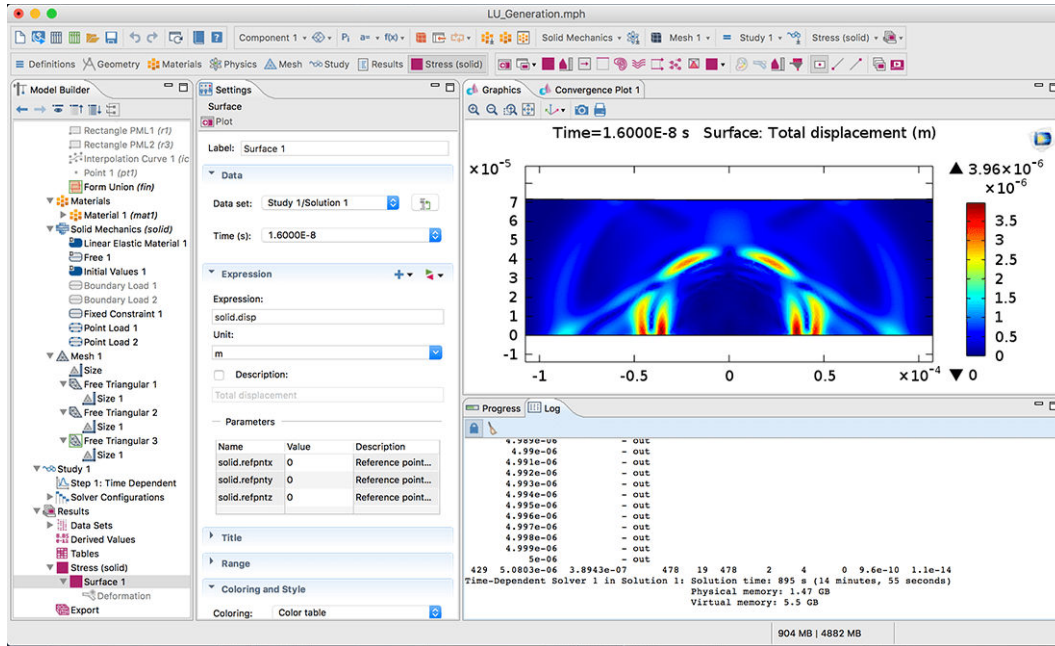 LU_Generation.mph
Component 1 Pi a= f(x) Solid Mechanics Mesh 1 = Study 1 Stress (solid)
Definitions Geometry Materials Physics Mesh Study Results Stress (solid)
Model Builder
Rectangle PML1 (r1)
Rectangle PML2 (r3)
Interpolation Curve 1 (ic
Point 1 (pt1)
Form Union (fin)
Materials
Material 1 (mat1)
Solid Mechanics (solid)
Linear Elastic Material 1
Free 1
Initial Values 1
Boundary Load 1
Boundary Load 2
Fixed Constraint 1
Point Load 1
Point Load 2
Mesh 1
Size
Free Triangular 1
Size 1
Free Triangular 2
Size 1
Free Triangular 3
Size 1
Study 1
Step 1: Time Dependent
Solver Configurations
Results
Data Sets
Derived Values
Tables
Stress (solid)
Surface 1
Deformation
Export
Settings
Surface
Plot
Label: Surface 1
Data
Data set: Study 1/Solution 1
Time (s): 1.6000E-8
Expression
Expression:
solid.disp
Unit:
m
Description:
Total displacement
Parameters
Name Value Description
solid.refpntx 0 Reference point...
solid.refpnty 0 Reference point...
solid.refpntz 0 Reference point...
Title
Range
Coloring and Style
Coloring: Color table
Graphics Convergence Plot 1
Time=1.6000E-8 s Surface: Total displacement (m)
×10⁻⁵
7
6
5
4
3
2
1
0
-1
-1 -0.5 0 0.5 ×10⁻⁴
▲ 3.96×10⁻⁶
×10⁻⁶
3.5
3
2.5
2
1.5
1
0.5
0
▼ 0
Progress Log
4.989e-06 - out
4.99e-06 - out
4.991e-06 - out
4.992e-06 - out
4.993e-06 - out
4.994e-06 - out
4.995e-06 - out
4.996e-06 - out
4.997e-06 - out
4.998e-06 - out
4.999e-06 - out
5e-06 - out
429 5.0803e-06 3.8943e-07 478 19 478 2 4 0 9.6e-10 1.1e-14
Time-Dependent Solver 1 in Solution 1: Solution time: 895 s (14 minutes, 55 seconds)
Physical memory: 1.47 GB
Virtual memory: 5.5 GB
904 MB | 4882 MB